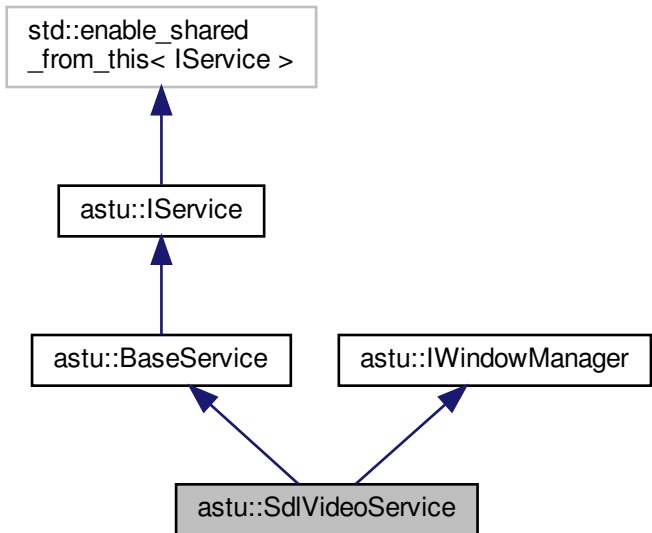 std::enable_shared
_from_this< IService >
astu::IService
astu::BaseService
astu::IWindowManager
astu::SdlVideoService